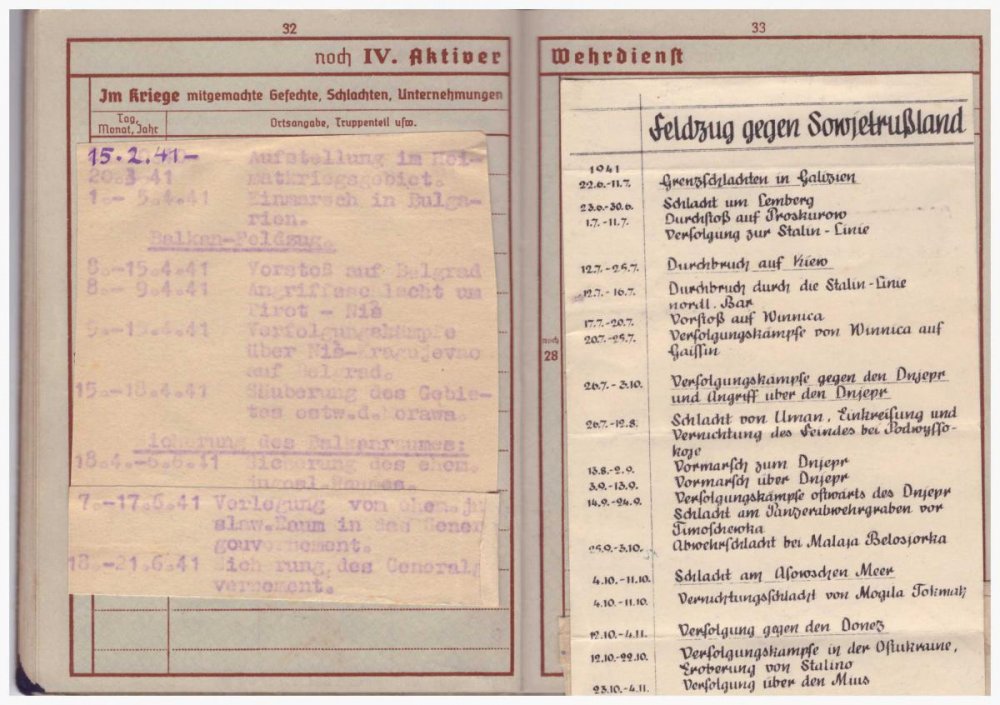 32
noch IV. Aktiver
Im Kriege mitgemachte Gefechte, Schlachten, Unternehmungen
Tag,
Monat, Jahr
Ortsangabe, Truppenteil usw.
15.2.41-
Aufstellung im Hei-
20.3 41
matkriegsgebiet.
1.- 5.4.41
Einmarsch in Bulga-
rien.
Balkan-Feldzug.
8.-15.4.41
Vorstoß auf Belgrad
8.- 9.4.41
Angriffsschlacht um
Pirot - Niš
Verfolgungskämpfe
über Niš-Kragujevac
auf Belgrad.
15.-18.4.41
Säuberung des Gebie-
tes ostw.d.Morawa
Sicherung des Balkanraumes:
18.4.-6.6.41
Sicherung des ehem.
7.-17.6.41
Verlegung vom ehem.
slaw.Raum in das Gener
gouvernement.
18.-21.6.41
Sicherung des General
vernement.
33
Wehrdienst
noch
28
Feldzug gegen Sowjetrußland
1941
22.6.-11.7.
Grenzschlachten in Galizien
23.6.-30.6.
Schlacht um Lemberg
1.7.-11.7.
Durchstoß auf Proskurow
Verfolgung zur Stalin-Linie
12.7.-25.7.
Durchbruch auf Kiew
12.7.-16.7.
Durchbruch durch die Stalin-Linie
nördl. Bar
17.7.-20.7.
Vorstoß auf Winnica
20.7.-25.7.
Verfolgungskämpfe von Winnica auf
Gaissin
26.7.-3.10.
Verfolgungskämpfe gegen den Dnjepr
und Angriff über den Dnjepr
26.7.-12.8.
Schlacht von Uman, Einkreisung und
Vernichtung des Feindes bei Podwysso-
koje
13.8.-2.9.
Vormarsch zum Dnjepr
3.9.-13.9.
Vormarsch über Dnjepr
14.9.-24.9.
Verfolgungskämpfe ostwärts des Dnjepr
Schlacht am Panzerabwehrgraben vor
Timoschewka
25.9.-3.10.
Abwehrschlacht bei Malaja Belosjorka
4.10.-11.10.
Schlacht am Asowschen Meer
4.10.-11.10.
Vernichtungsschlacht von Mogila Tokmak
12.10.-4.11.
Verfolgung gegen den Donez
12.10.-22.10.
Verfolgungskämpfe in der Ostukraine,
Eroberung von Stalino
23.10.-4.11.
Verfolgung über den Mius